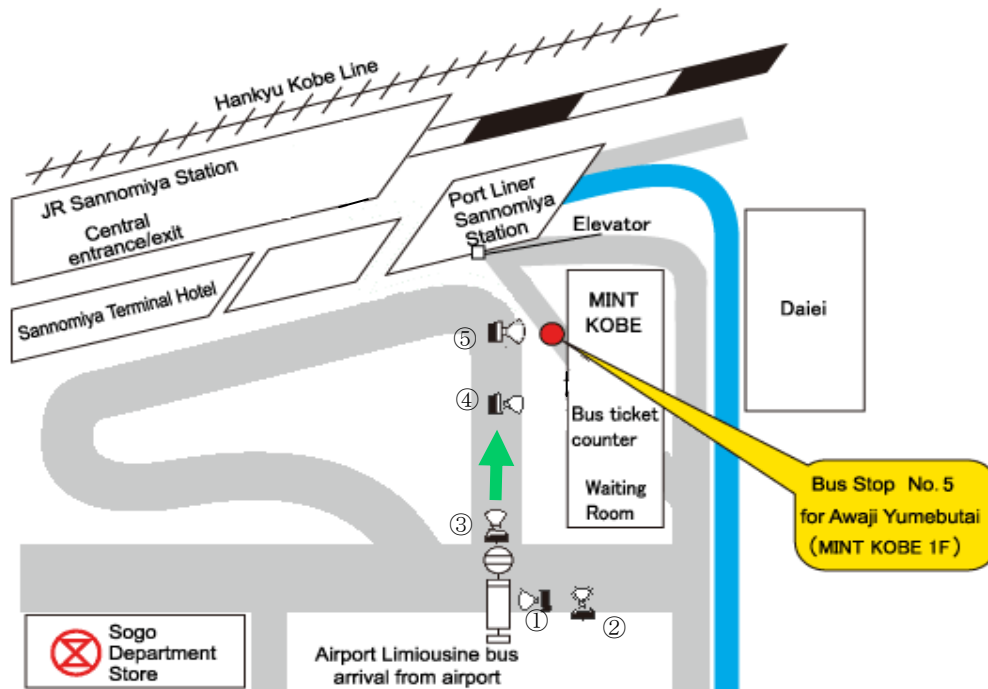 Hankyu Kobe Line
JR Sannomiya Station
Central
entrance/exit
Port Liner
Sannomiya
Station
Elevator
Sannomiya Terminal Hotel
MINT
KOBE
Daiei
⑤
④
Bus ticket
counter
Waiting
Room
Bus Stop No. 5
for Awaji Yumebutai
(MINT KOBE 1F)
③
①
②
Sogo
Department
Store
Airport Limiousine bus
arrival from airport